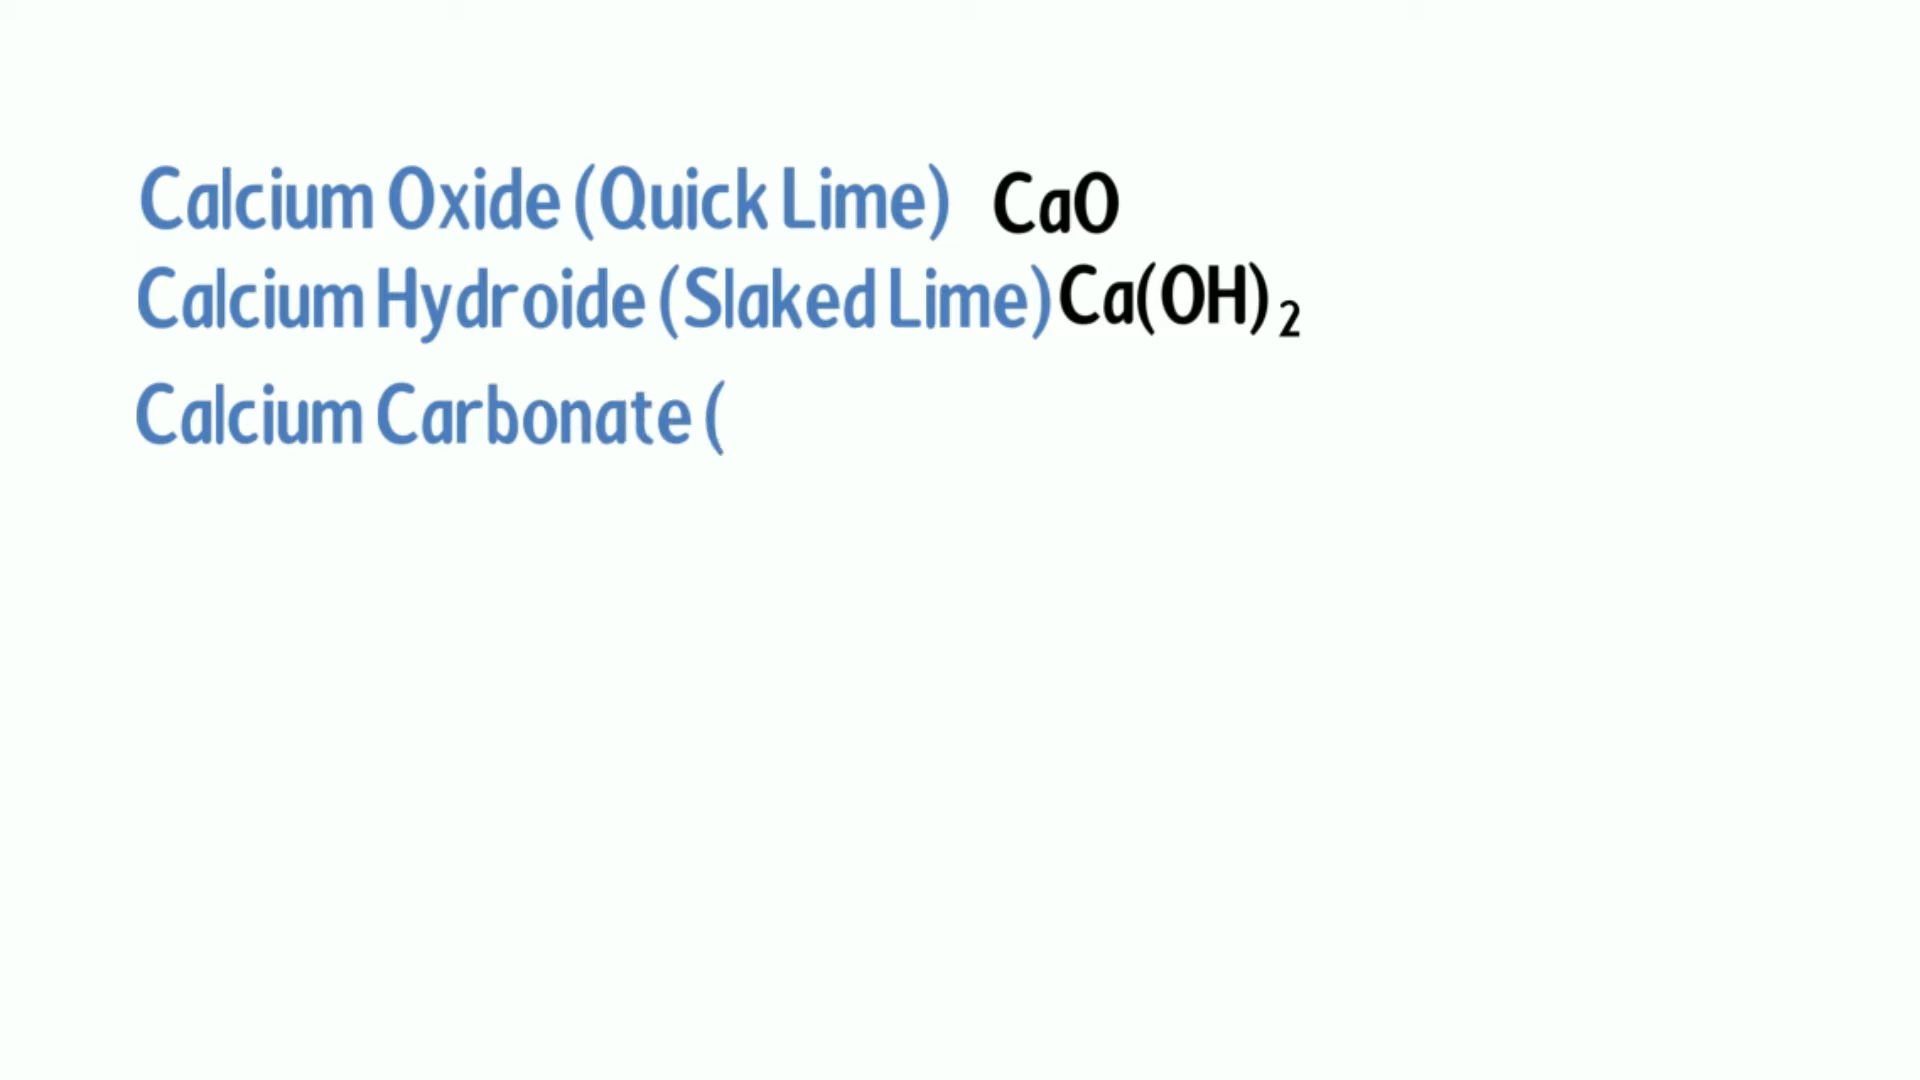 Calcium Oxide (Quick Lime) CaO
Calcium Hydroide (Slaked Lime) Ca(OH)₂
Calcium Carbonate (